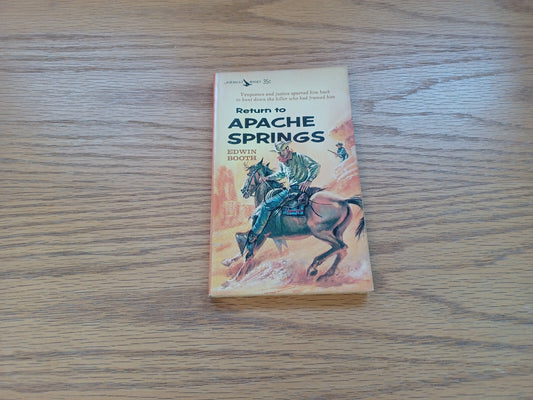 35c
Vengeance and justice spurred him back
to hunt down the killer who had framed him
Return to
APACHE
SPRINGS
EDWIN
BOOTH